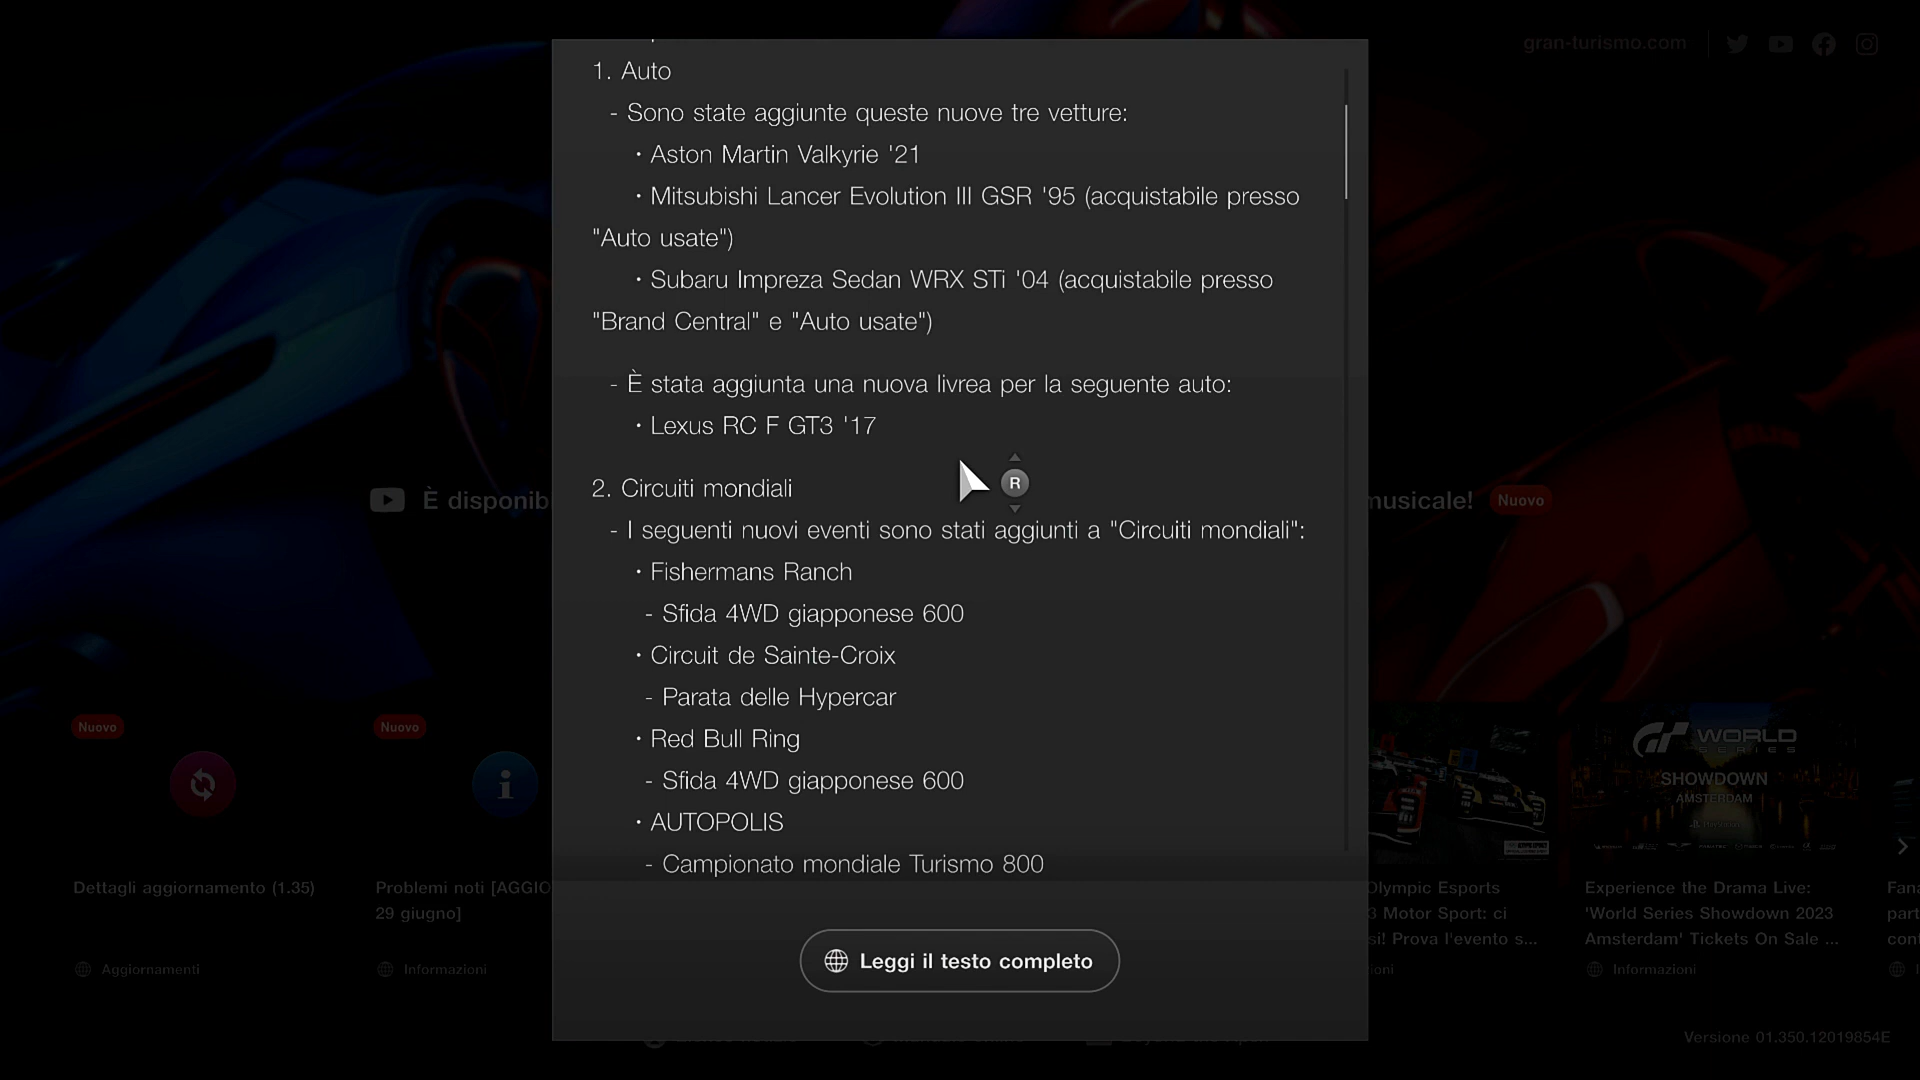 gran-turismo.com
1. Auto
- Sono state aggiunte queste nuove tre vetture:
・Aston Martin Valkyrie '21
・Mitsubishi Lancer Evolution III GSR '95 (acquistabile presso
"Auto usate")
・Subaru Impreza Sedan WRX STi '04 (acquistabile presso
"Brand Central" e "Auto usate")
- È stata aggiunta una nuova livrea per la seguente auto:
・Lexus RC F GT3 '17
R
2. Circuiti mondiali
È disponib
musicale!
Nuovo
- I seguenti nuovi eventi sono stati aggiunti a "Circuiti mondiali":
・Fishermans Ranch
- Sfida 4WD giapponese 600
・Circuit de Sainte-Croix
- Parata delle Hypercar
・Red Bull Ring
- Sfida 4WD giapponese 600
・AUTOPOLIS
- Campionato mondiale Turismo 800
Leggi il testo completo
Nuovo
Dettagli aggiornamento (1.35)
Aggiornamenti
Nuovo
Problemi noti [AGGIO
29 giugno]
Informazioni
Olympic Esports
3 Motor Sport: ci
si! Prova l'evento s...
ioni
GT WORLD
SERIES
SHOWDOWN
AMSTERDAM
Experience the Drama Live:
'World Series Showdown 2023
Amsterdam' Tickets On Sale ...
Informazioni
Fana
part
conf
Versione 01.350.12019854E